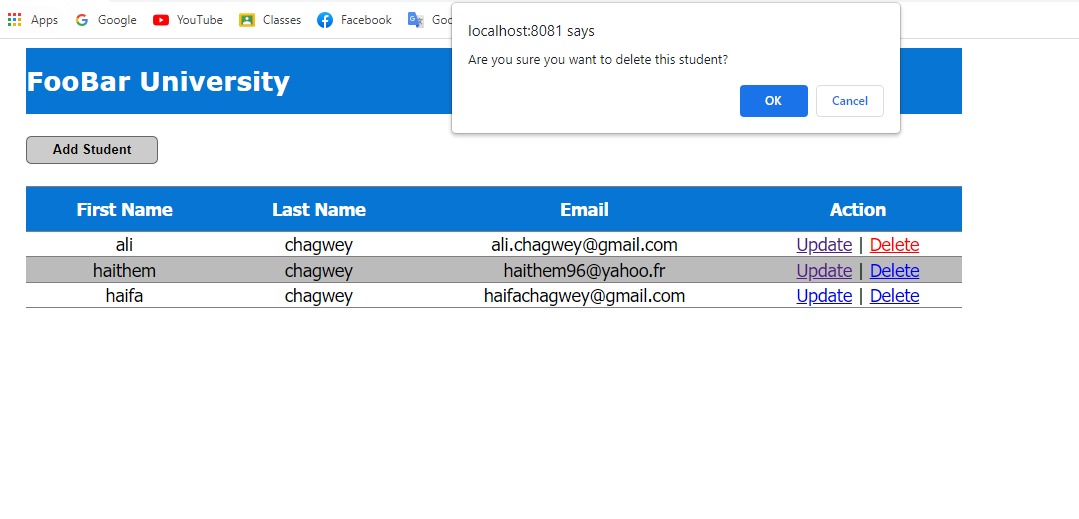 Apps Google YouTube Classes Facebook
localhost:8081 says
Are you sure you want to delete this student?
OK Cancel
FooBar University
Add Student
First Name Last Name Email Action
ali chagwey ali.chagwey@gmail.com Update | Delete
haithem chagwey haithem96@yahoo.fr Update | Delete
haifa chagwey haifachagwey@gmail.com Update | Delete